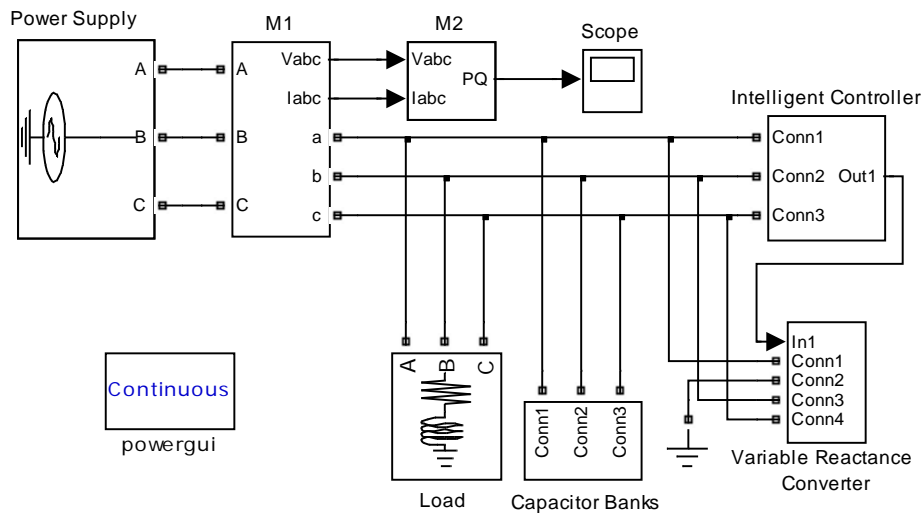 Power Supply
A
B
C
M1
A
B
C
Vabc
Iabc
a
b
c
M2
Vabc
Iabc
PQ
Scope
Intelligent Controller
Conn1
Conn2
Conn3
Out1
Continuous
powergui
A
B
C
Load
Conn1
Conn2
Conn3
Capacitor Banks
In1
Conn1
Conn2
Conn3
Conn4
Variable Reactance
Converter